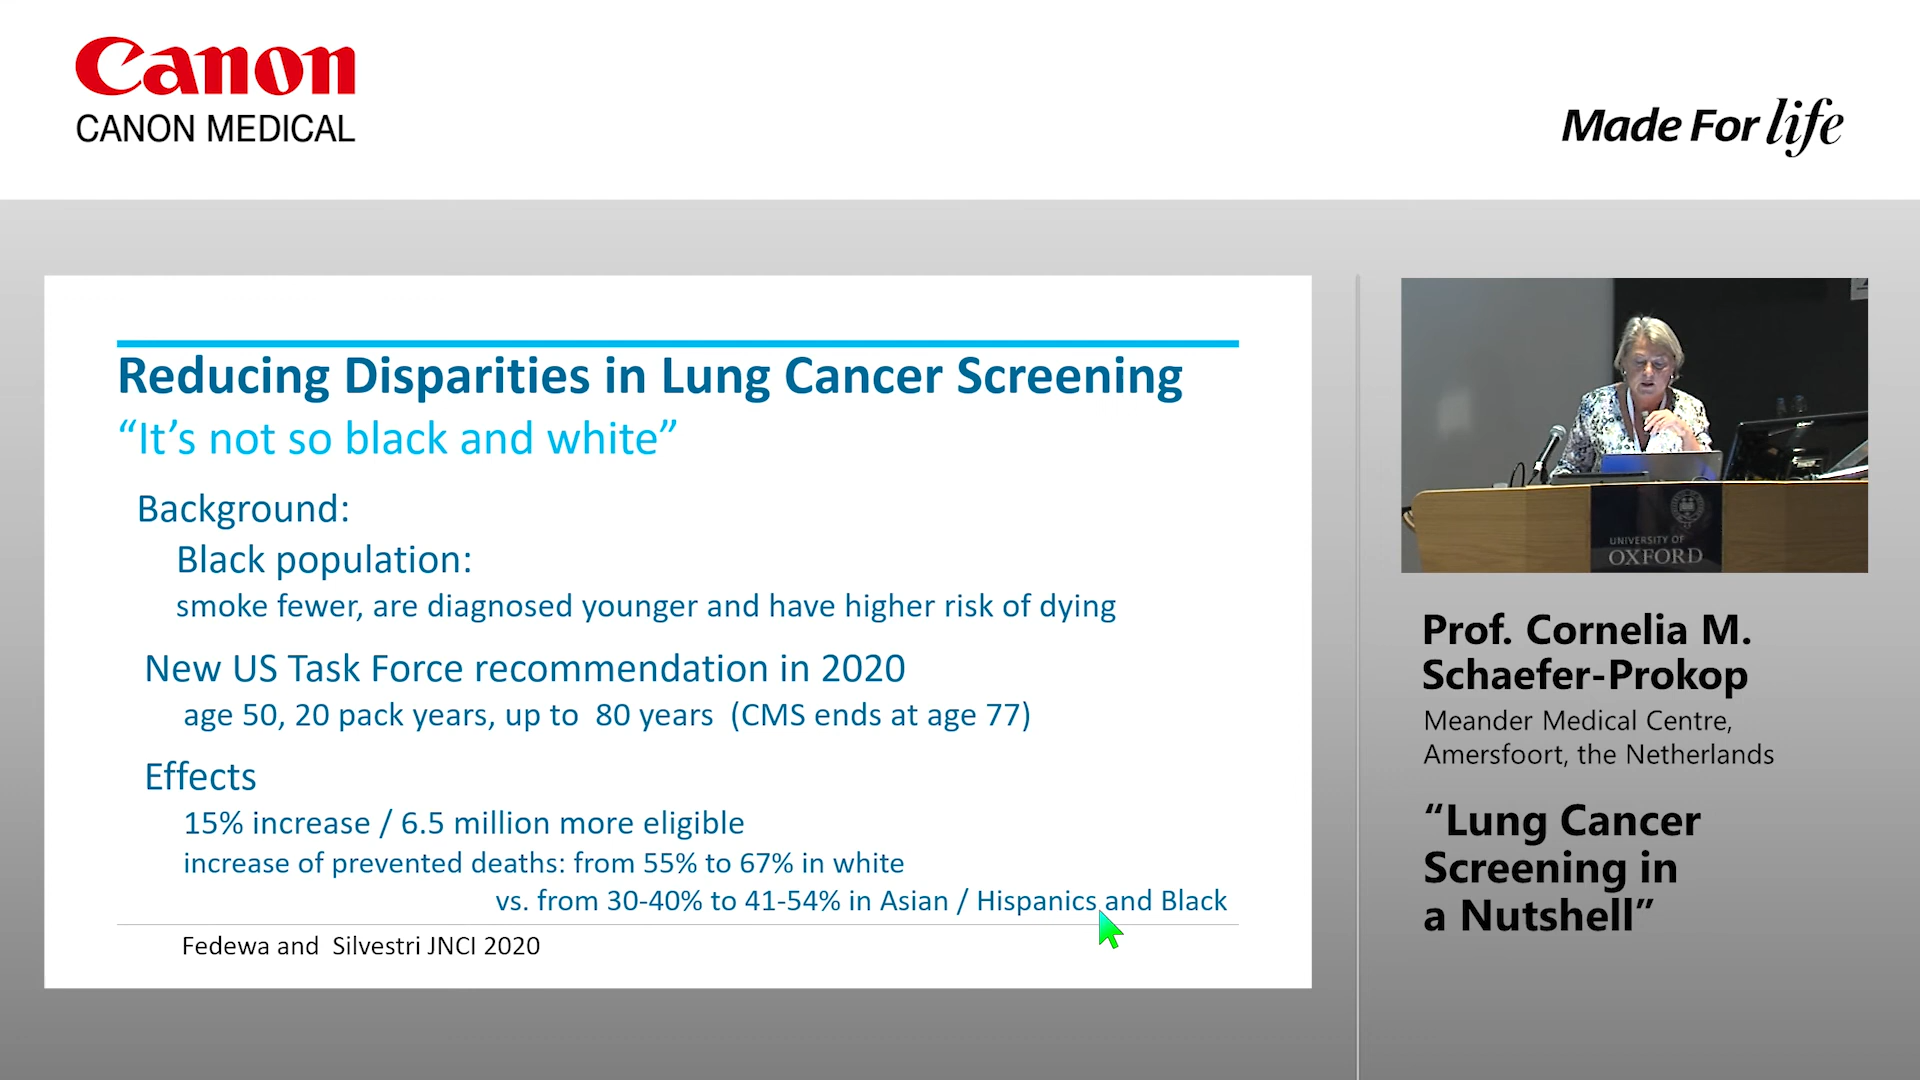 Canon
CANON MEDICAL
Made For life
Reducing Disparities in Lung Cancer Screening
“It’s not so black and white”
Background:
Black population:
smoke fewer, are diagnosed younger and have higher risk of dying
New US Task Force recommendation in 2020
age 50, 20 pack years, up to 80 years (CMS ends at age 77)
Effects
15% increase / 6.5 million more eligible
increase of prevented deaths: from 55% to 67% in white
vs. from 30-40% to 41-54% in Asian / Hispanics and Black
Fedewa and Silvestri JNCI 2020
UNIVERSITY OF
OXFORD
Prof. Cornelia M.
Schaefer-Prokop
Meander Medical Centre,
Amersfoort, the Netherlands
“Lung Cancer
Screening in
a Nutshell”